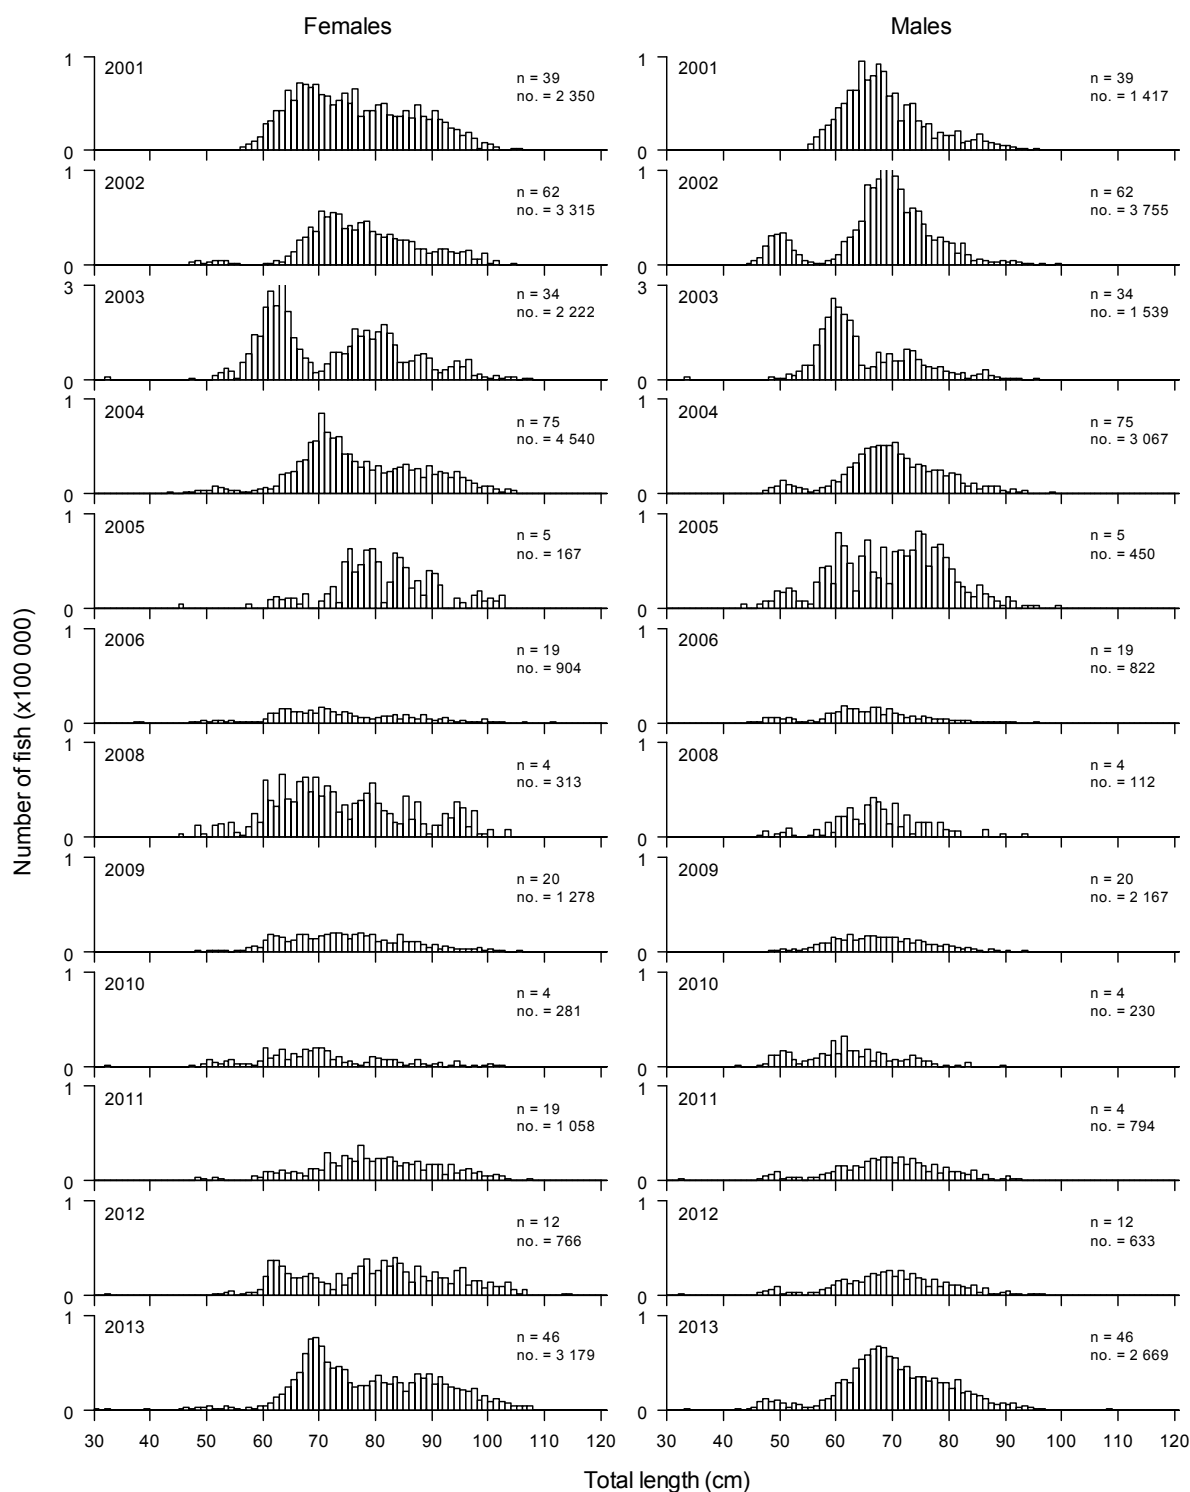 Females Males
1 2001 n = 39 no. = 2 350 0
1 2001 n = 39 no. = 1 417 0
1 2002 n = 62 no. = 3 315 0
1 2002 n = 62 no. = 3 755 0
3 2003 n = 34 no. = 2 222 0
3 2003 n = 34 no. = 1 539 0
1 2004 n = 75 no. = 4 540 0
1 2004 n = 75 no. = 3 067 0
1 2005 n = 5 no. = 167 0
1 2005 n = 5 no. = 450 0
1 2006 n = 19 no. = 904 0
1 2006 n = 19 no. = 822 0
1 2008 n = 4 no. = 313 0
1 2008 n = 4 no. = 112 0
1 2009 n = 20 no. = 1 278 0
1 2009 n = 20 no. = 2 167 0
1 2010 n = 4 no. = 281 0
1 2010 n = 4 no. = 230 0
1 2011 n = 19 no. = 1 058 0
1 2011 n = 4 no. = 794 0
1 2012 n = 12 no. = 766 0
1 2012 n = 12 no. = 633 0
1 2013 n = 46 no. = 3 179 0
1 2013 n = 46 no. = 2 669 0
30 40 50 60 70 80 90 100 110 120 30 40 50 60 70 80 90 100 110 120
Total length (cm)
Number of fish (x100 000)